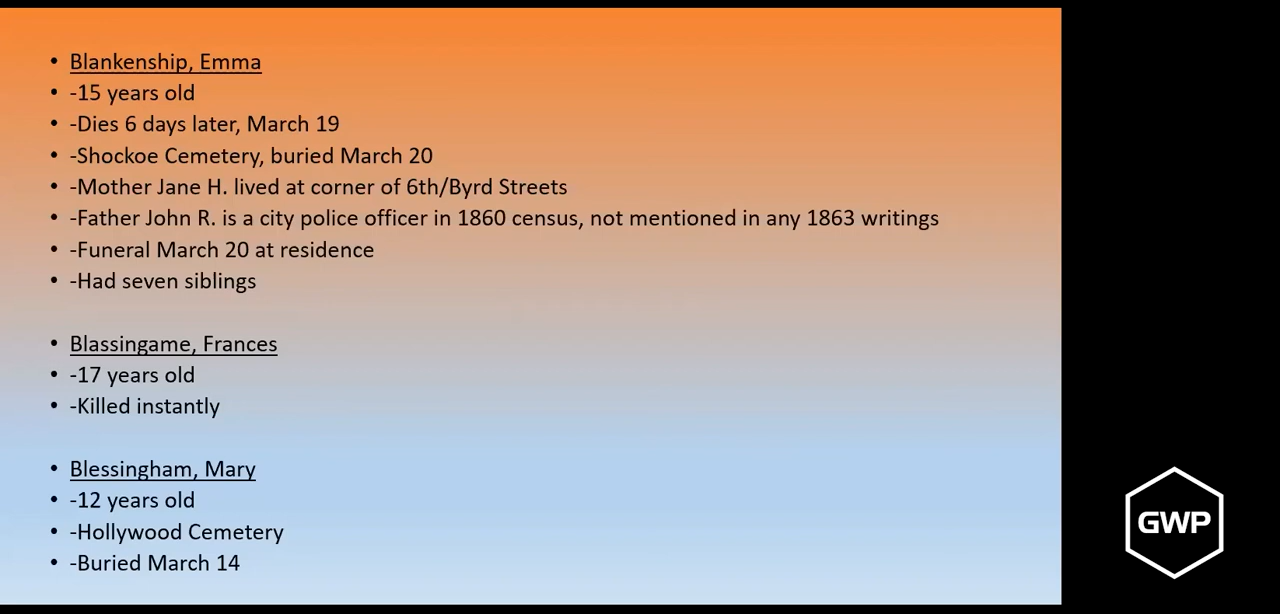 • Blankenship, Emma
• -15 years old
• -Dies 6 days later, March 19
• -Shockoe Cemetery, buried March 20
• -Mother Jane H. lived at corner of 6th/Byrd Streets
• -Father John R. is a city police officer in 1860 census, not mentioned in any 1863 writings
• -Funeral March 20 at residence
• -Had seven siblings
• Blassingame, Frances
• -17 years old
• -Killed instantly
• Blessingham, Mary
• -12 years old
• -Hollywood Cemetery
• -Buried March 14
GWP